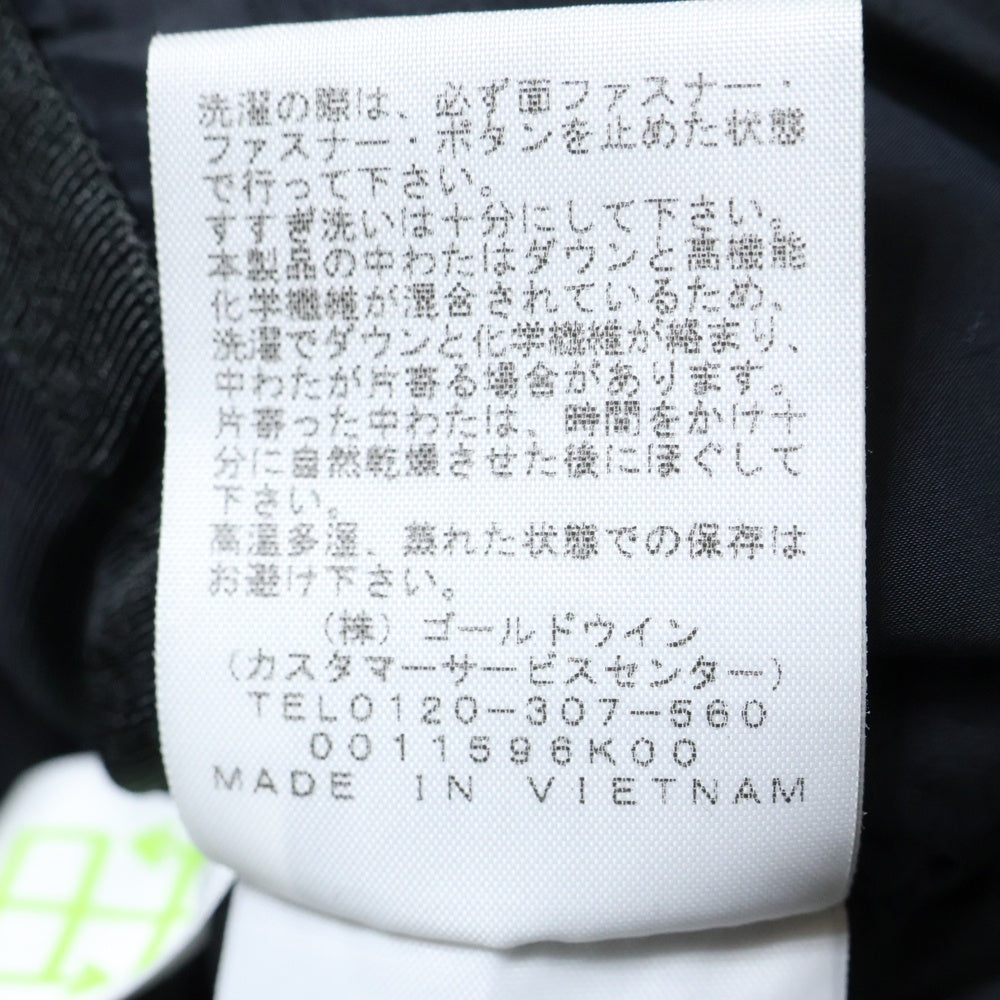 洗濯の際は、必ず面ファスナー・
ファスナー・ボタンを止めた状態
で行って下さい。
すすぎ洗いは十分にして下さい。
本製品の中わたはダウンと高機能
化学繊維が混合されているため、
洗濯でダウンと化学繊維が絡まり、
中わたが片寄る場合があります。
片寄った中わたは、時間をかけ十
分に自然乾燥させた後にほぐして
下さい。
高温多湿、蒸れた状態での保存は
お避け下さい。
(株)ゴールドウイン
(カスタマーサービスセンター)
TEL0120-307-560
0011596K00
MADE IN VIETNAM